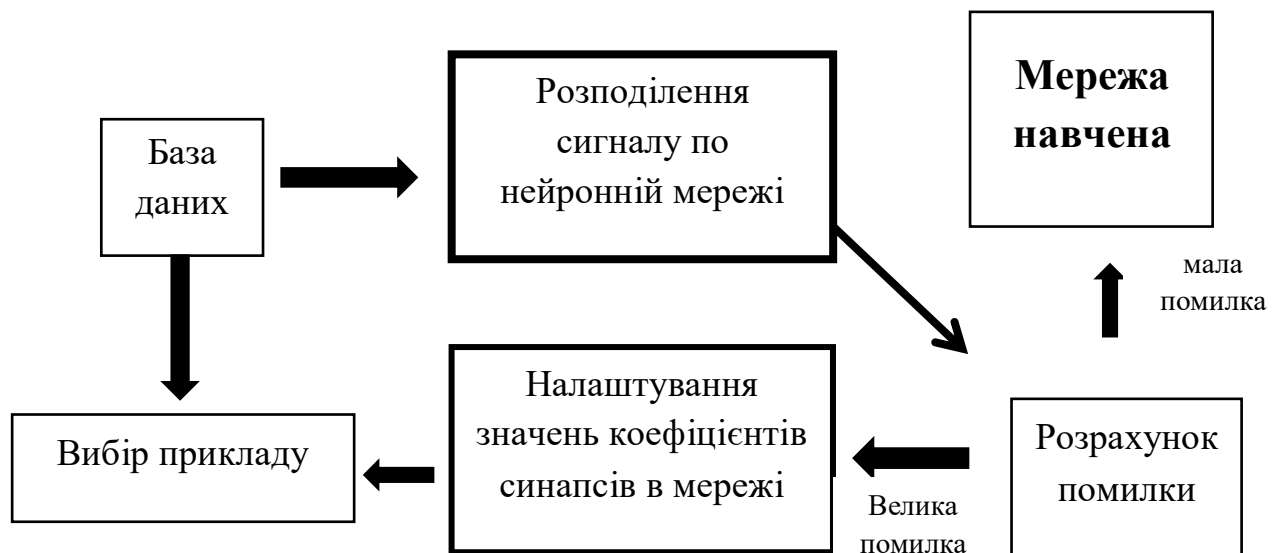 База
даних
Розподілення
сигналу по
нейронній мережі
Мережа
навчена
мала
помилка
Вибір прикладу
Налаштування
значень коефіцієнтів
синапсів в мережі
Велика
помилка
Розрахунок
помилки